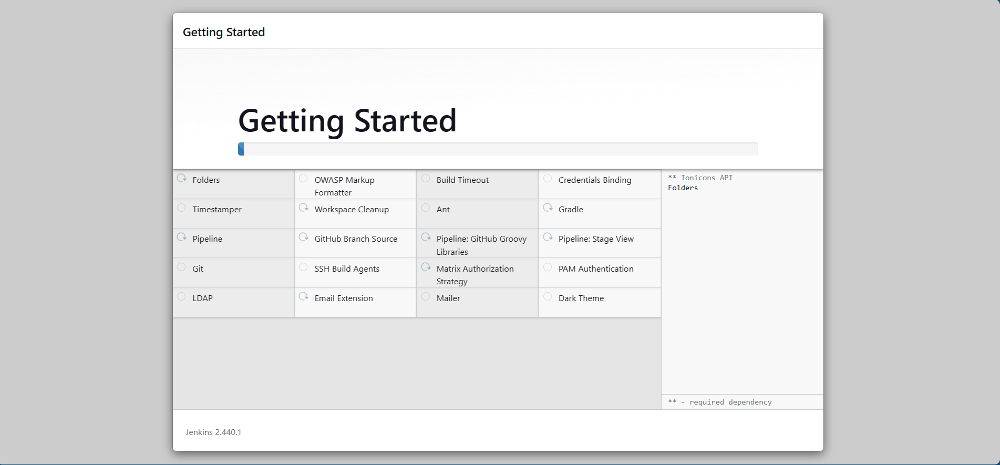 Getting Started
Getting Started
Folders
OWASP Markup
Formatter
Build Timeout
Credentials Binding
Timestamper
Workspace Cleanup
Ant
Gradle
Pipeline
GitHub Branch Source
Pipeline: GitHub Groovy
Libraries
Pipeline: Stage View
Git
SSH Build Agents
Matrix Authorization
Strategy
PAM Authentication
LDAP
Email Extension
Mailer
Dark Theme
** Ionicons API
Folders
** - required dependency
Jenkins 2.440.1